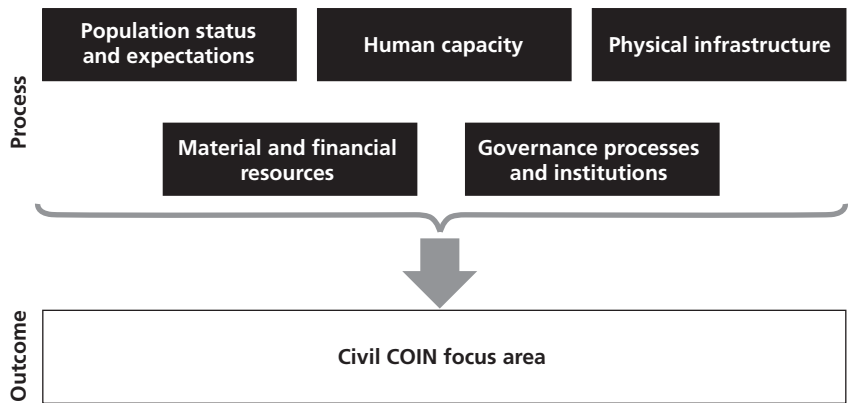 Process
Population status
and expectations
Human capacity
Physical infrastructure
Material and financial
resources
Governance processes
and institutions
Outcome
Civil COIN focus area